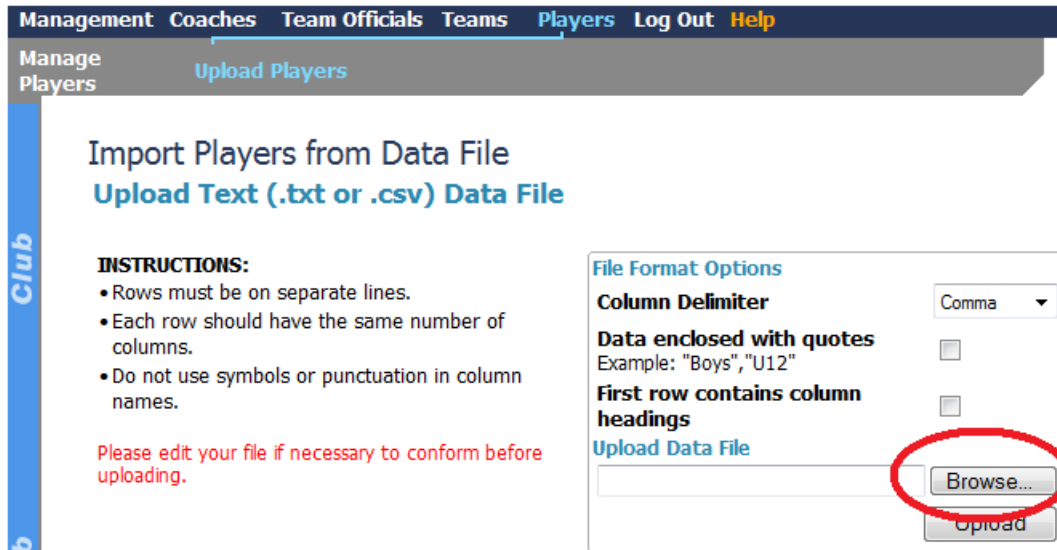 Management Coaches Team Officials Teams Players Log Out Help
Manage
Players
Upload Players
Club
Import Players from Data File
Upload Text (.txt or .csv) Data File
INSTRUCTIONS:
• Rows must be on separate lines.
• Each row should have the same number of
columns.
• Do not use symbols or punctuation in column
names.
Please edit your file if necessary to conform before
uploading.
File Format Options
Column Delimiter Comma
Data enclosed with quotes
Example: "Boys","U12"
First row contains column
headings
Upload Data File
Browse...
Upload